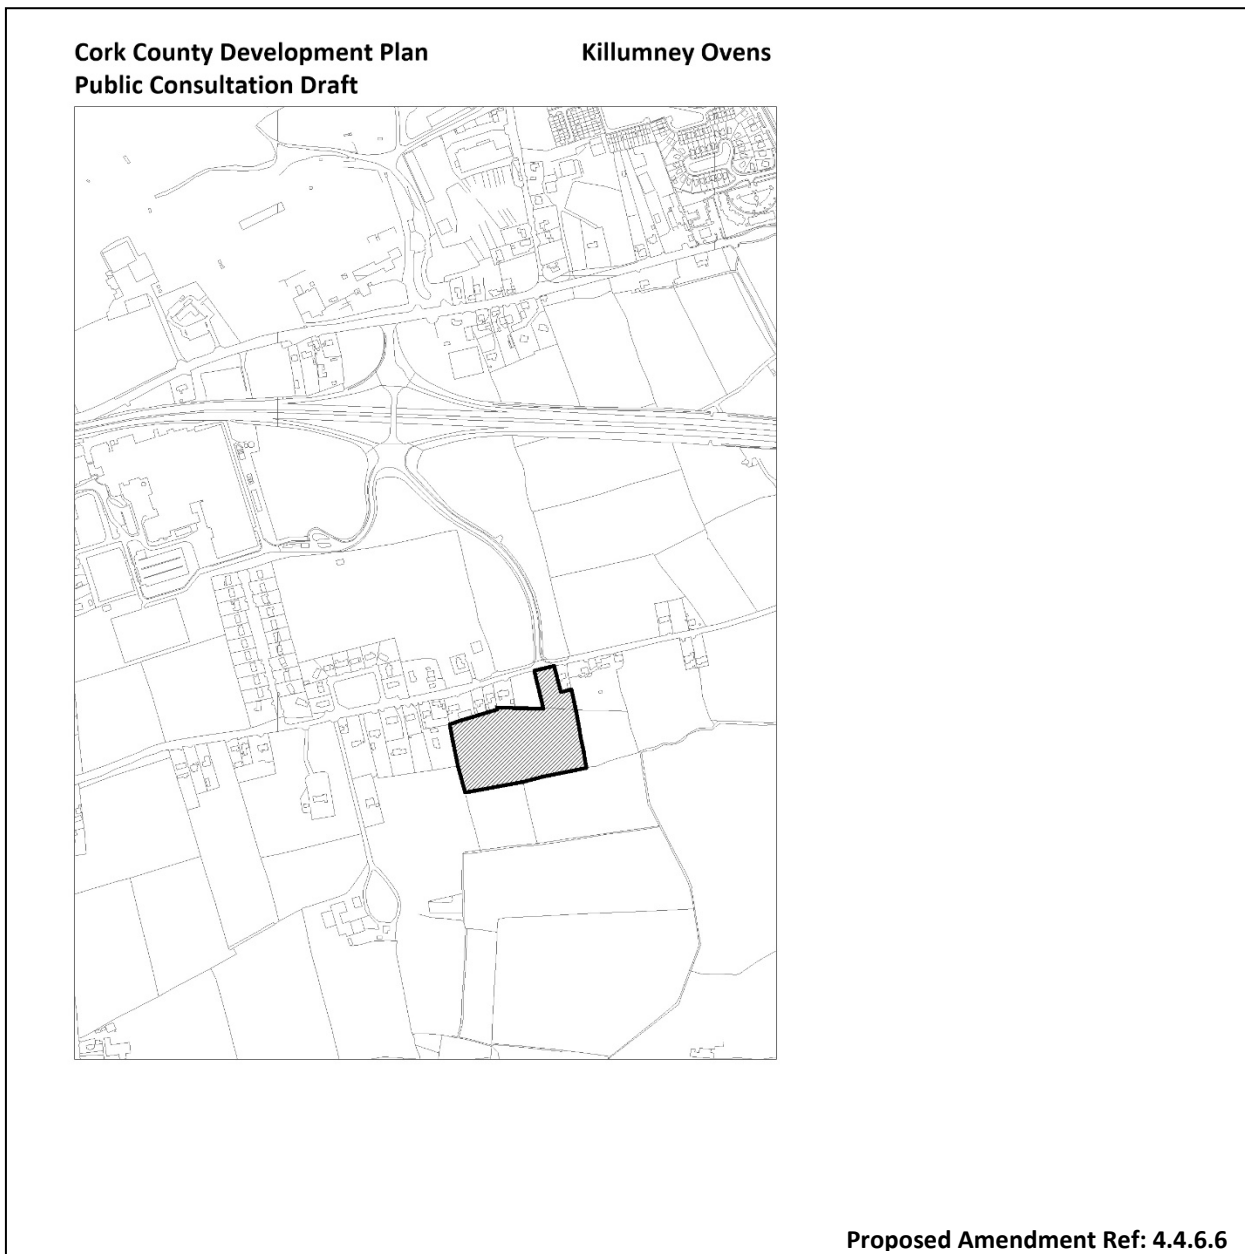 Cork County Development Plan Killumney Ovens
Public Consultation Draft
Proposed Amendment Ref: 4.4.6.6